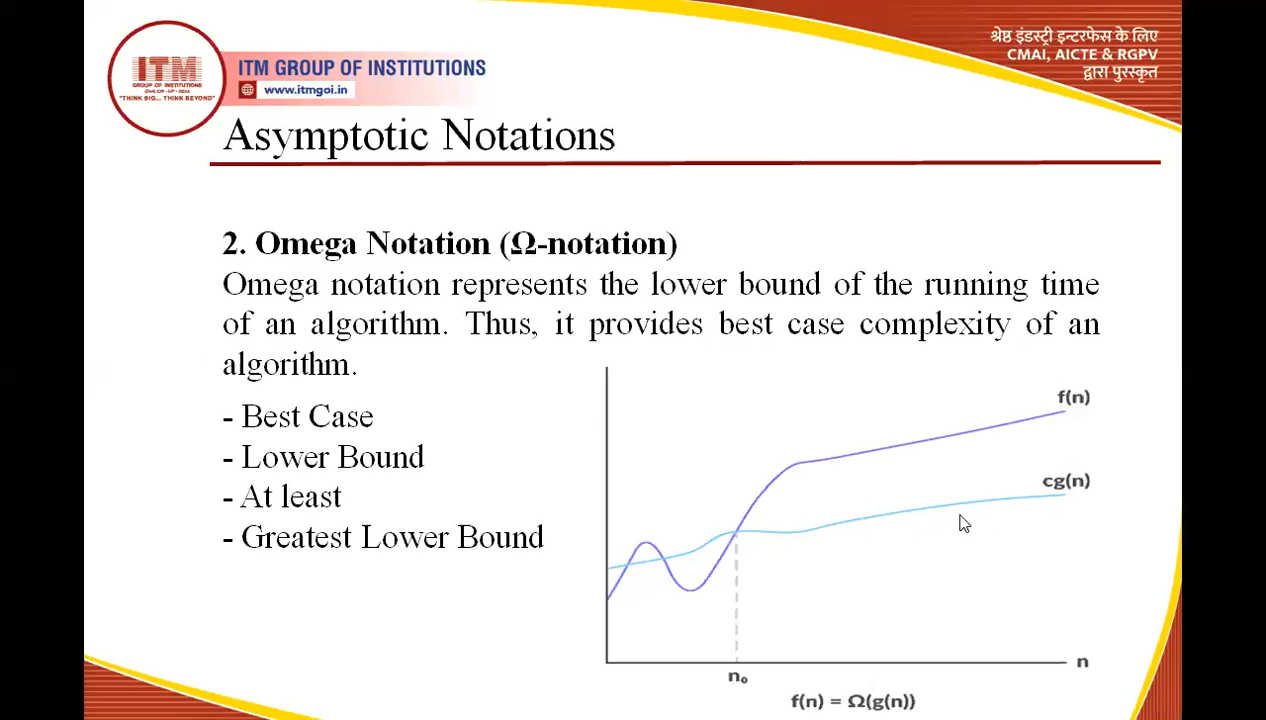 श्रेष्ठ इंडस्ट्री इन्टरफेस के लिए
CMAI, AICTE & RGPV
द्वारा पुरस्कृत
ITM
GROUP OF INSTITUTIONS
"THINK BIG... THINK BEYOND"
ITM GROUP OF INSTITUTIONS
www.itmgoi.in
Asymptotic Notations
2. Omega Notation (Ω-notation)
Omega notation represents the lower bound of the running time
of an algorithm. Thus, it provides best case complexity of an
algorithm.
- Best Case
- Lower Bound
- At least
- Greatest Lower Bound
f(n)
cg(n)
n
n₀
f(n) = Ω(g(n))